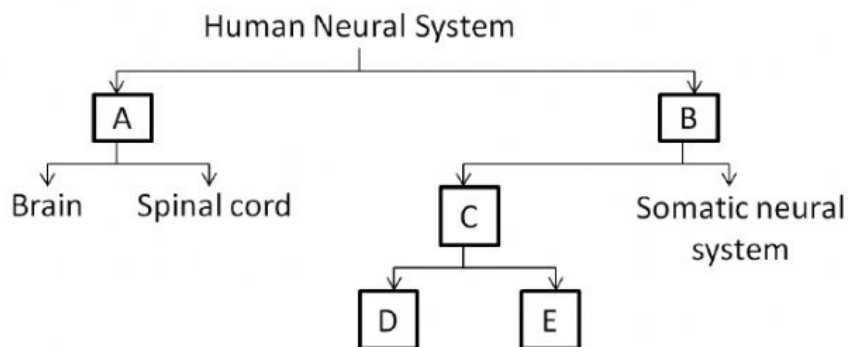 Human Neural System
A
B
Brain
Spinal cord
C
Somatic neural
system
D
E